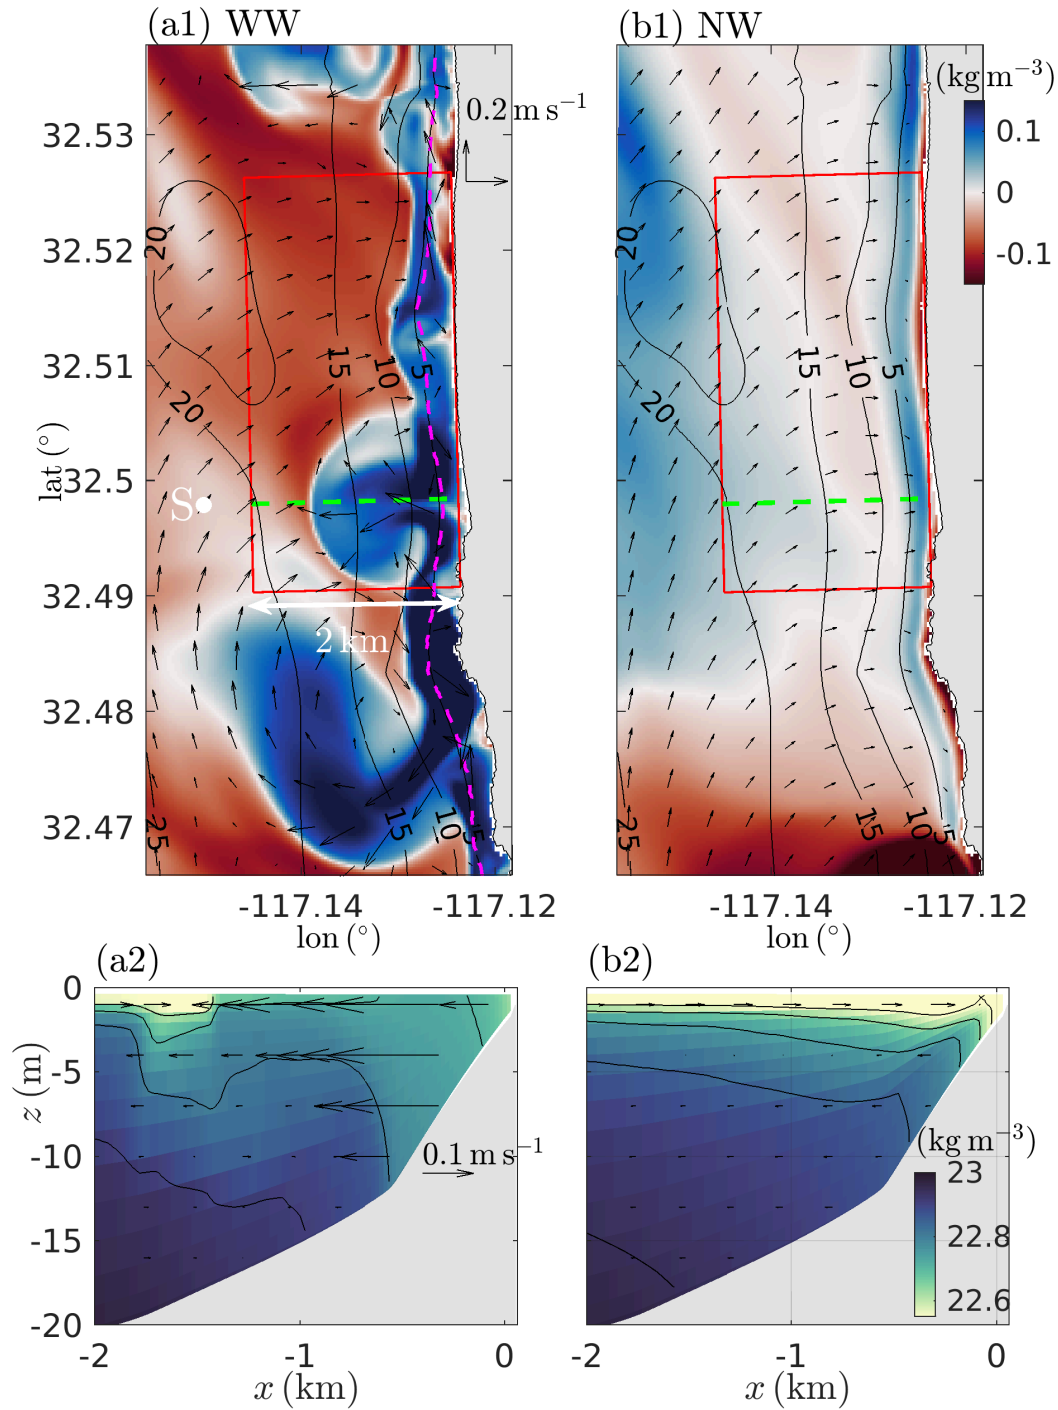 (a1) WW
(b1) NW
(kg m⁻³)
0.2 m s⁻¹
0.1
0
-0.1
32.53
32.52
32.51
32.5
32.49
32.48
32.47
lat (°)
20
20
15
10
5
S
2 km
25
15
10
5
20
20
15
10
5
25
15
10
5
-117.14
-117.12
lon (°)
-117.14
-117.12
lon (°)
(a2)
(b2)
0
-5
-10
-15
-20
z (m)
0.1 m s⁻¹
(kg m⁻³)
23
22.8
22.6
-2
-1
0
x (km)
-2
-1
0
x (km)